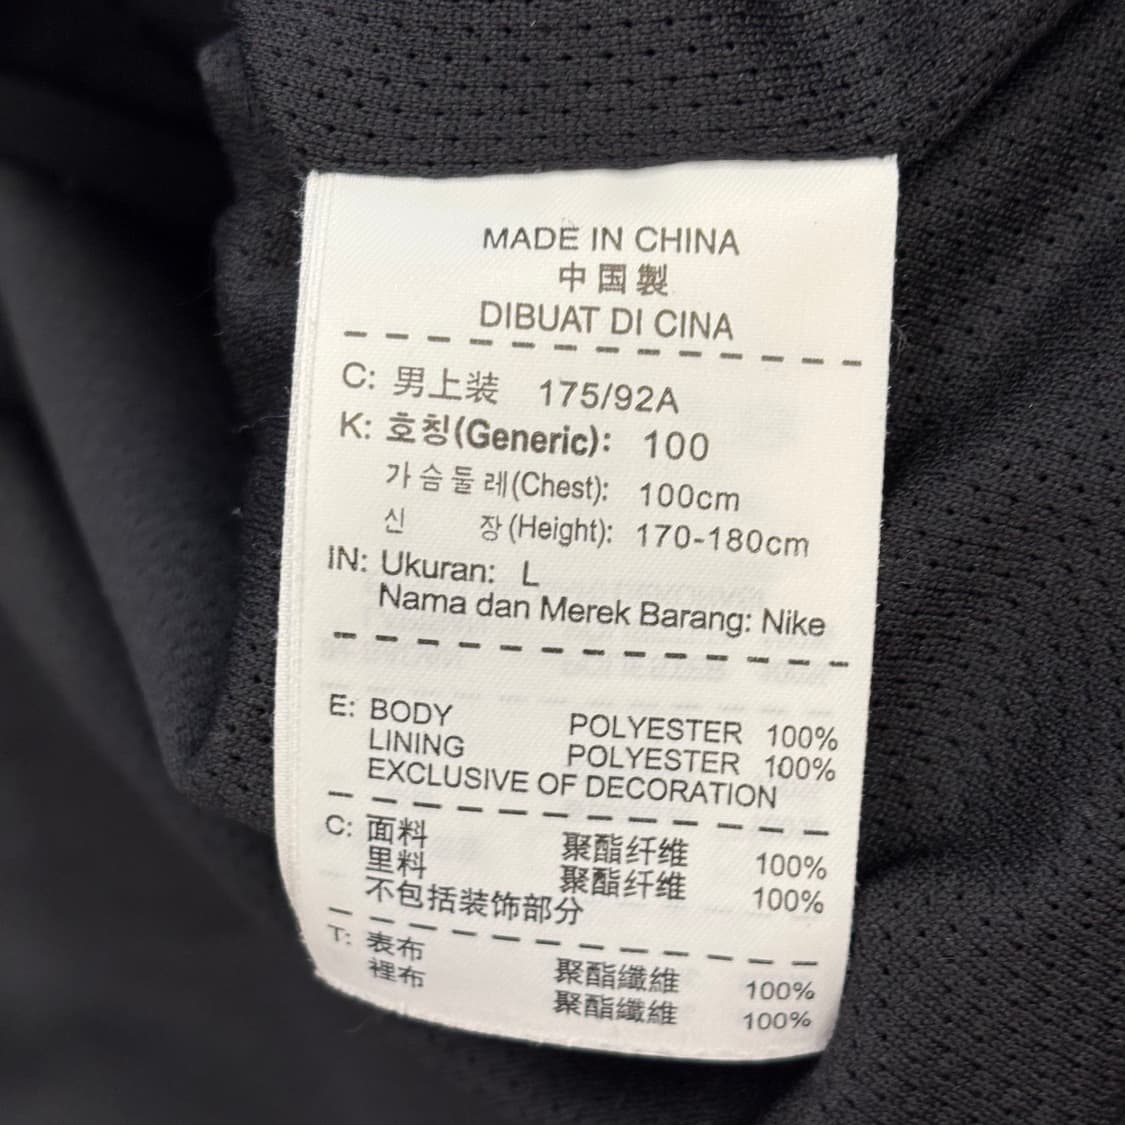 MADE IN CHINA
中国製
DIBUAT DI CINA
C: 男上装 175/92A
K: 호칭(Generic): 100
가슴둘레(Chest): 100cm
신 장(Height): 170-180cm
IN: Ukuran: L
Nama dan Merek Barang: Nike
E: BODY POLYESTER 100%
LINING POLYESTER 100%
EXCLUSIVE OF DECORATION
C: 面料 聚酯纤维 100%
里料 聚酯纤维 100%
不包括装饰部分
T: 表布 聚酯纖維 100%
裡布 聚酯纖維 100%